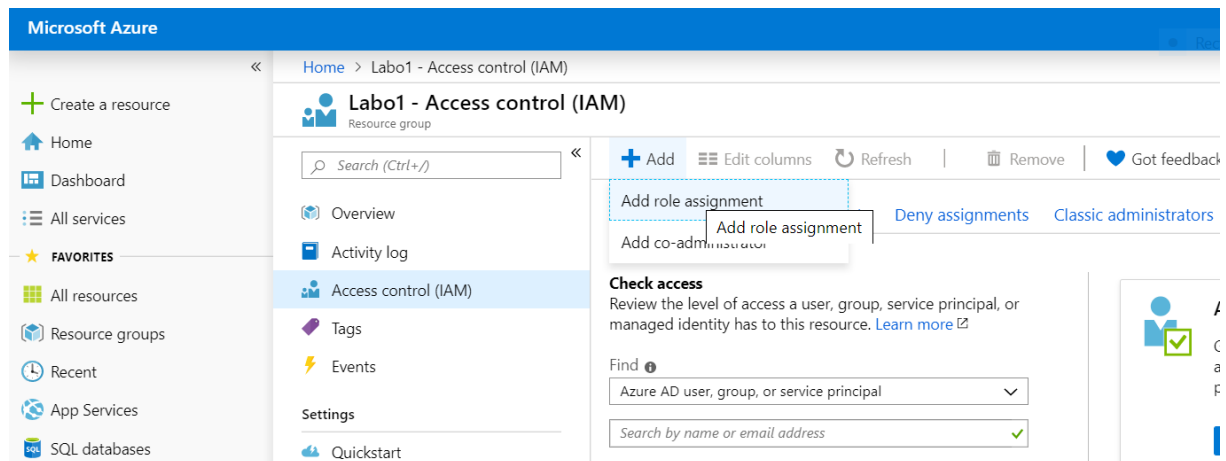 Microsoft Azure
Rec
«
Home > Labo1 - Access control (IAM)
Create a resource
Home
Dashboard
All services
FAVORITES
All resources
Resource groups
Recent
App Services
SQL
SQL databases
Labo1 - Access control (IAM)
Resource group
Search (Ctrl+/)
«
Overview
Activity log
Access control (IAM)
Tags
Events
Settings
Quickstart
Add
Edit columns
Refresh
Remove
Got feedback
Add role assignment
Add role assignment
Add co-administrator
Deny assignments
Classic administrators
Check access
Review the level of access a user, group, service principal, or
managed identity has to this resource. Learn more
Find
Azure AD user, group, or service principal
Search by name or email address